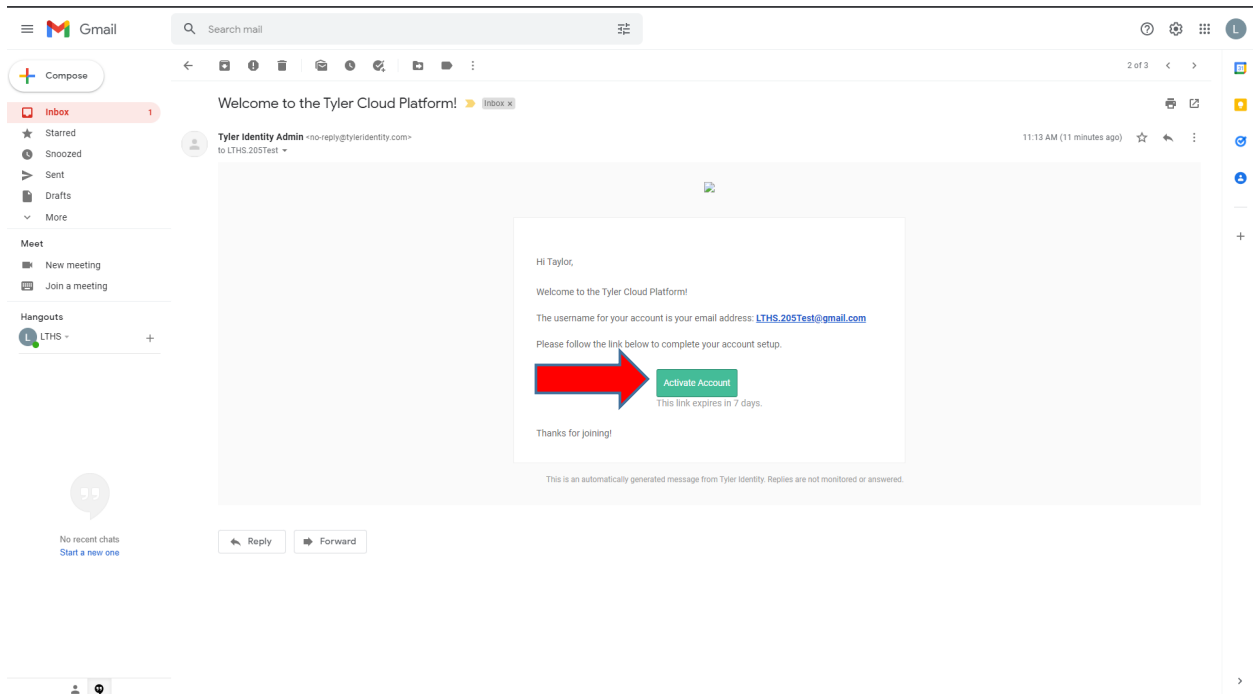 Gmail
Search mail
L
Compose
2 of 3
Inbox 1
Starred
Snoozed
Sent
Drafts
More
Meet
New meeting
Join a meeting
Hangouts
L LTHS
No recent chats
Start a new one
Welcome to the Tyler Cloud Platform! Inbox x
Tyler Identity Admin <no-reply@tyleridentity.com> 11:13 AM (11 minutes ago)
to LTHS.205Test
Hi Taylor,
Welcome to the Tyler Cloud Platform!
The username for your account is your email address: LTHS.205Test@gmail.com
Please follow the link below to complete your account setup.
Activate Account
This link expires in 7 days.
Thanks for joining!
This is an automatically generated message from Tyler Identity. Replies are not monitored or answered.
Reply Forward